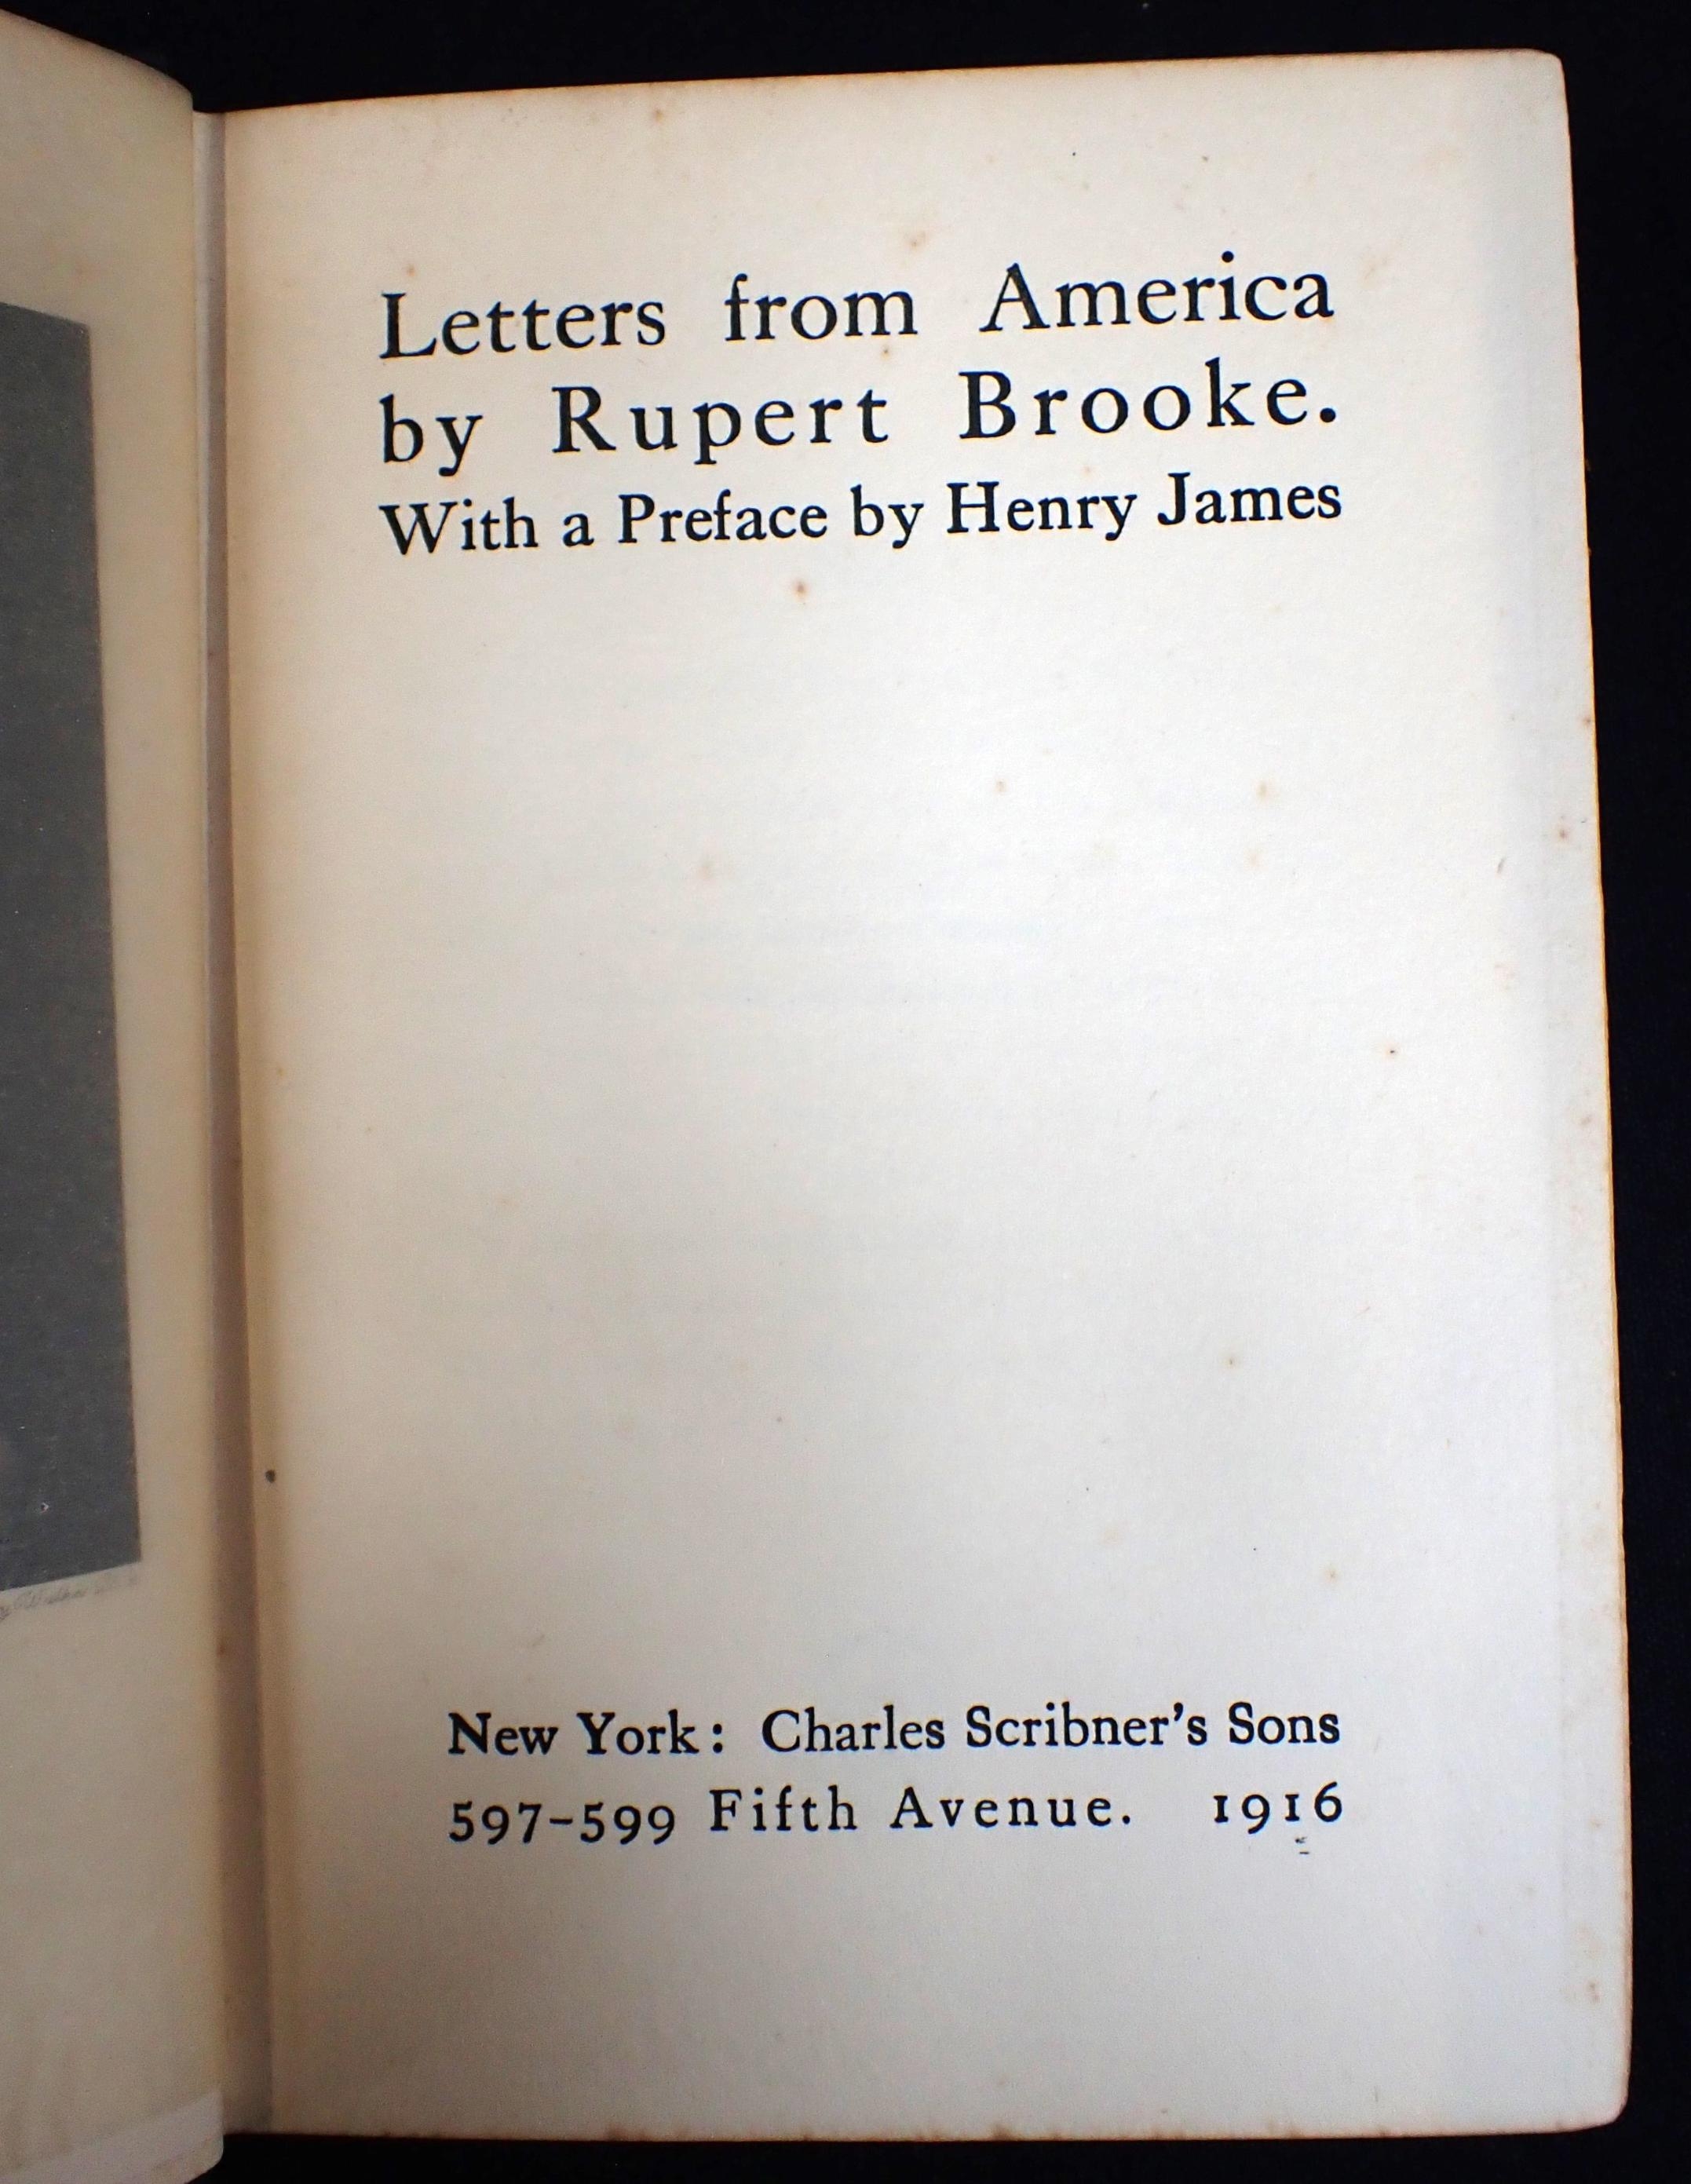 Letters from America
by Rupert Brooke.
With a Preface by Henry James
New York: Charles Scribner's Sons
597-599 Fifth Avenue. 1916